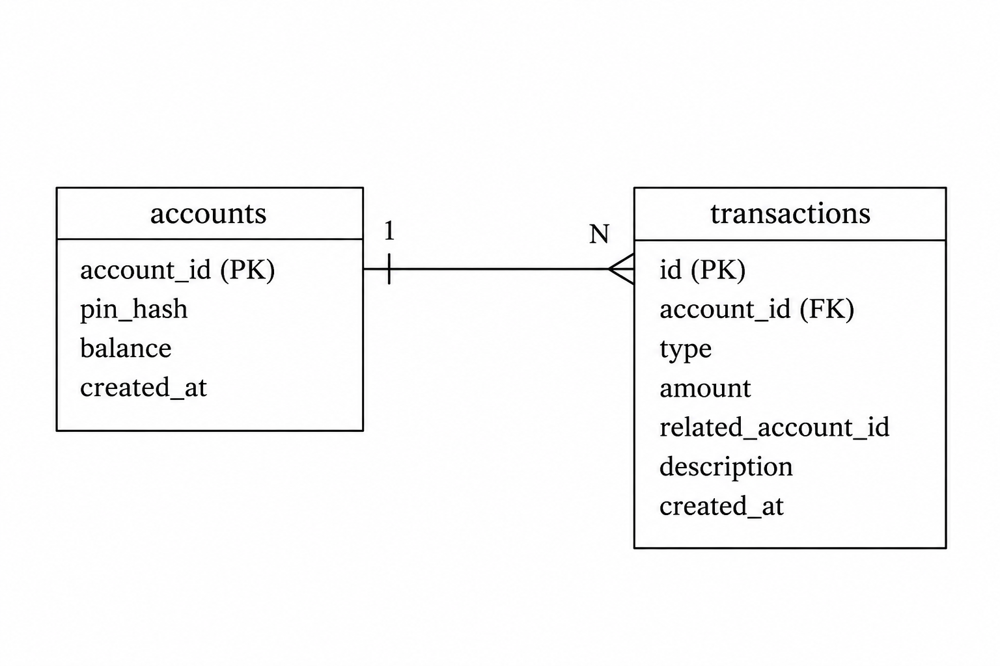 accounts
account_id (PK)
pin_hash
balance
created_at
1
N
transactions
id (PK)
account_id (FK)
type
amount
related_account_id
description
created_at